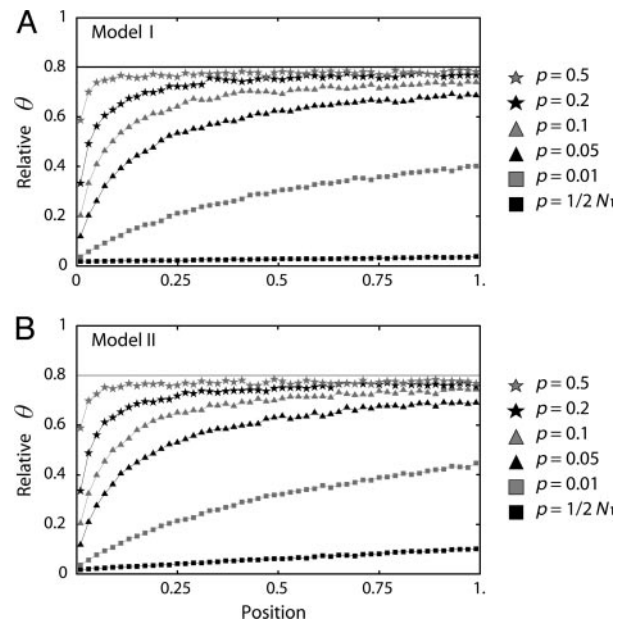 A
Model I
1
0.8
0.6
0.4
0.2
0
Relative θ
0
0.25
0.5
0.75
1.
p = 0.5
p = 0.2
p = 0.1
p = 0.05
p = 0.01
p = 1/2 N1
B
Model II
1
0.8
0.6
0.4
0.2
0
Relative θ
0.25
0.5
0.75
1.
Position
p = 0.5
p = 0.2
p = 0.1
p = 0.05
p = 0.01
p = 1/2 N1